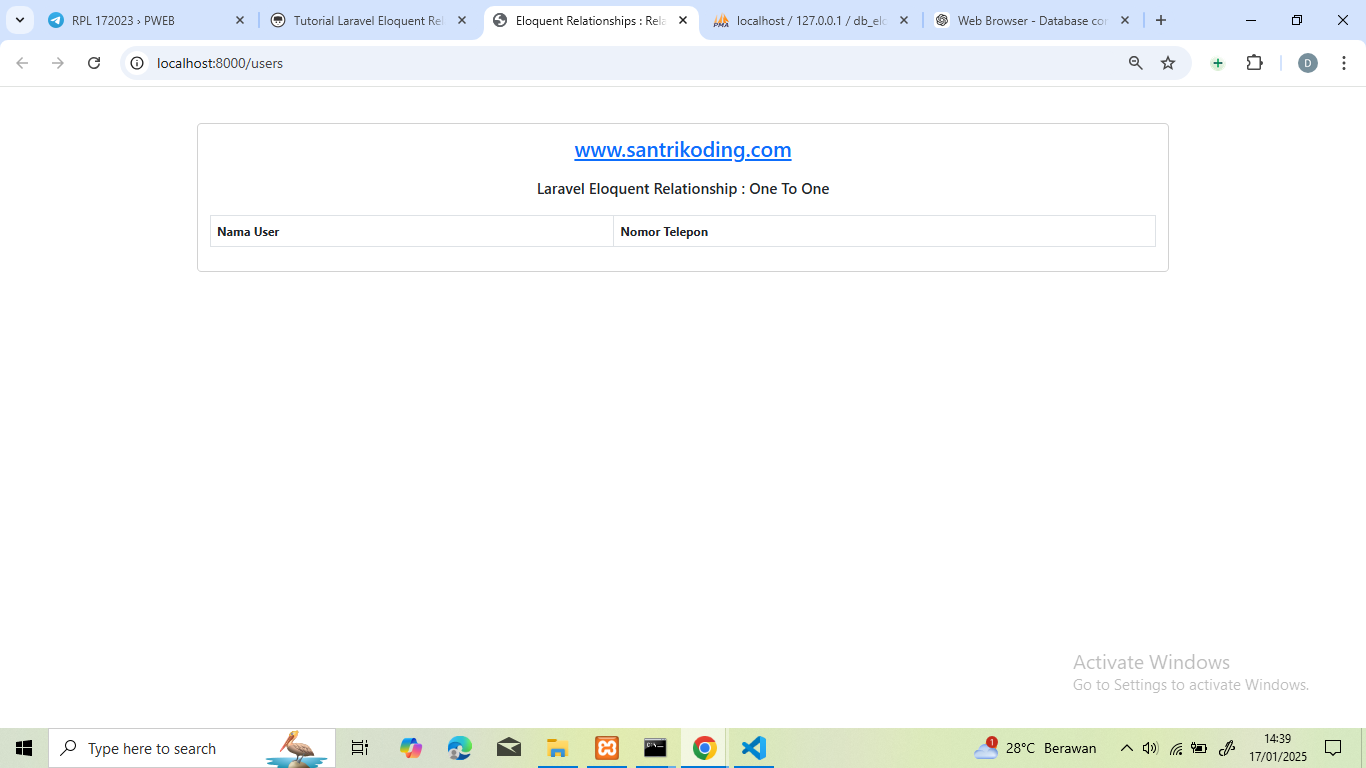 RPL 172023 › PWEB
Tutorial Laravel Eloquent Rel
Eloquent Relationships : Rela
localhost / 127.0.0.1 / db_elo
Web Browser - Database con
localhost:8000/users
D
www.santrikoding.com
Laravel Eloquent Relationship : One To One
Nama User
Nomor Telepon
Activate Windows
Go to Settings to activate Windows.
Type here to search
1
28°C Berawan
14:39
17/01/2025